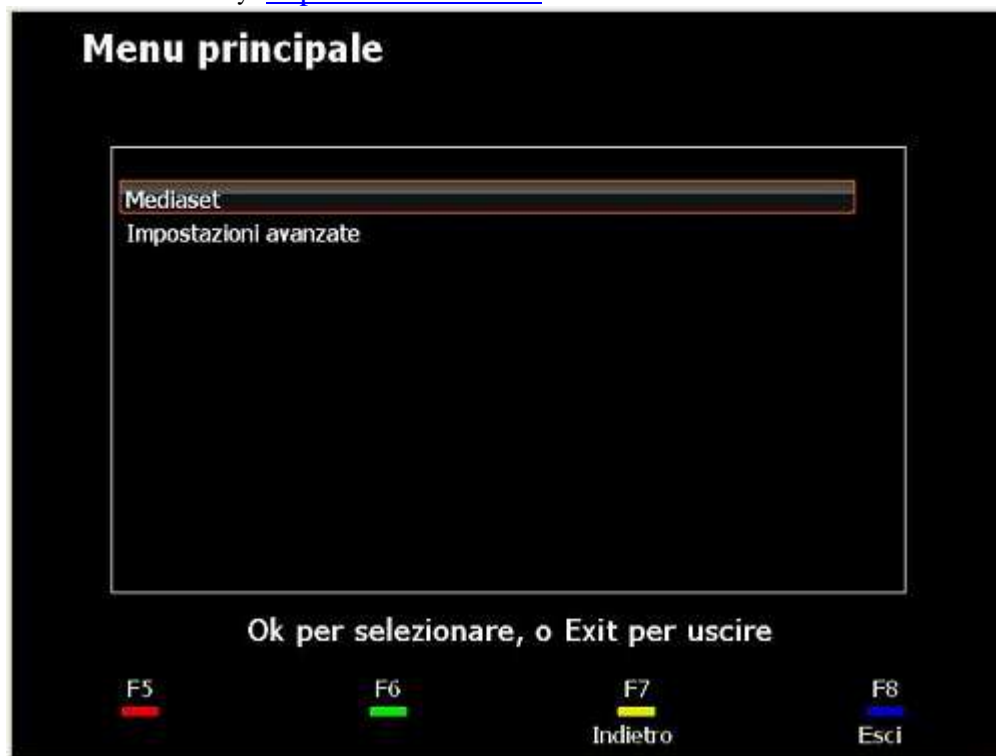 Menu principale
Mediaset
Impostazioni avanzate
Ok per selezionare, o Exit per uscire
F5 F6 F7 F8
Indietro Esci